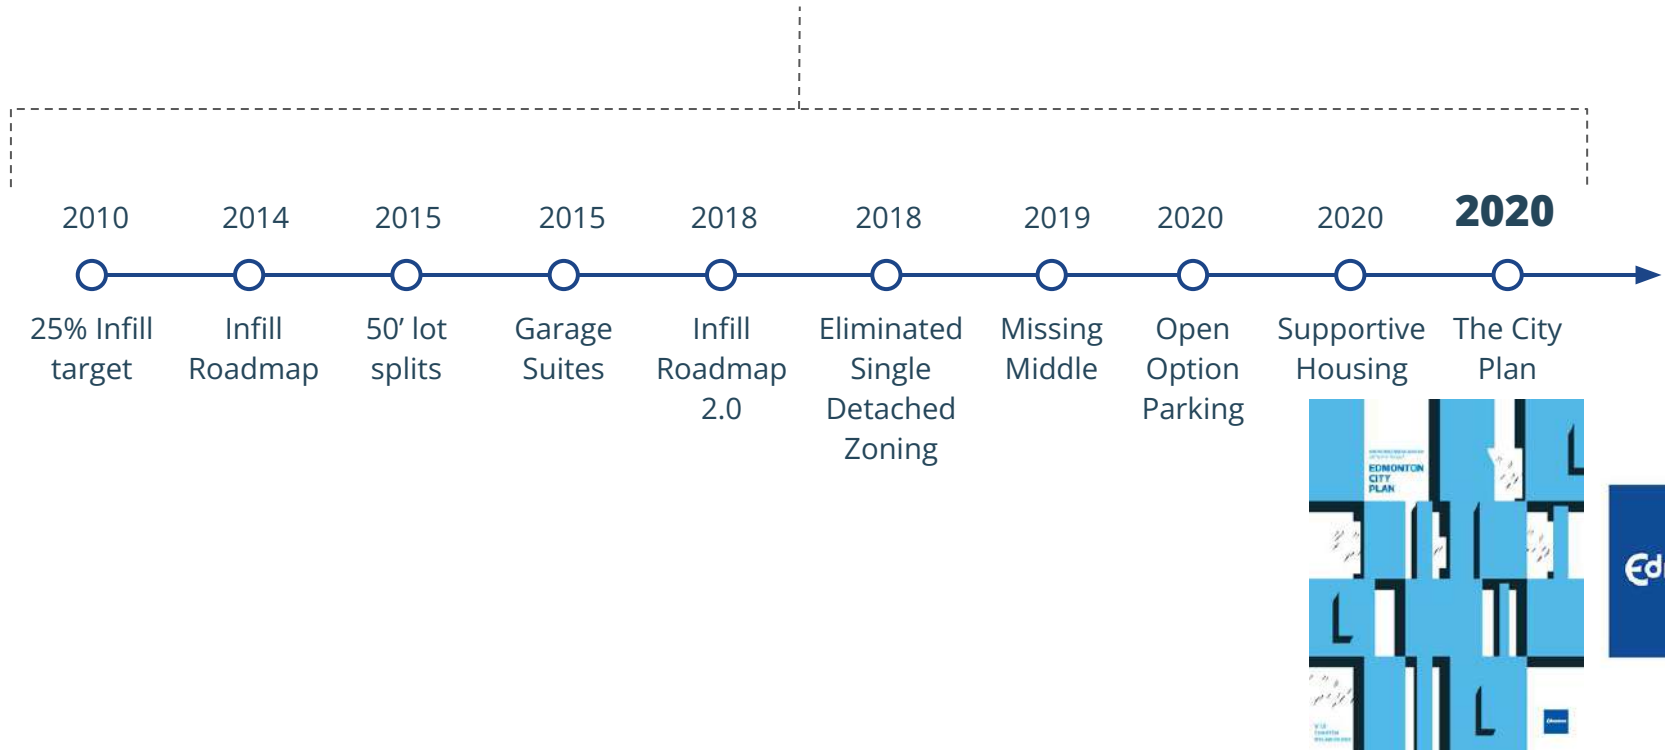 2010
2014
2015
2015
2018
2018
2019
2020
2020
2020
25% Infill
target
Infill
Roadmap
50’ lot
splits
Garage
Suites
Infill
Roadmap
2.0
Eliminated
Single
Detached
Zoning
Missing
Middle
Open
Option
Parking
Supportive
Housing
The City
Plan
EDMONTON
CITY
PLAN